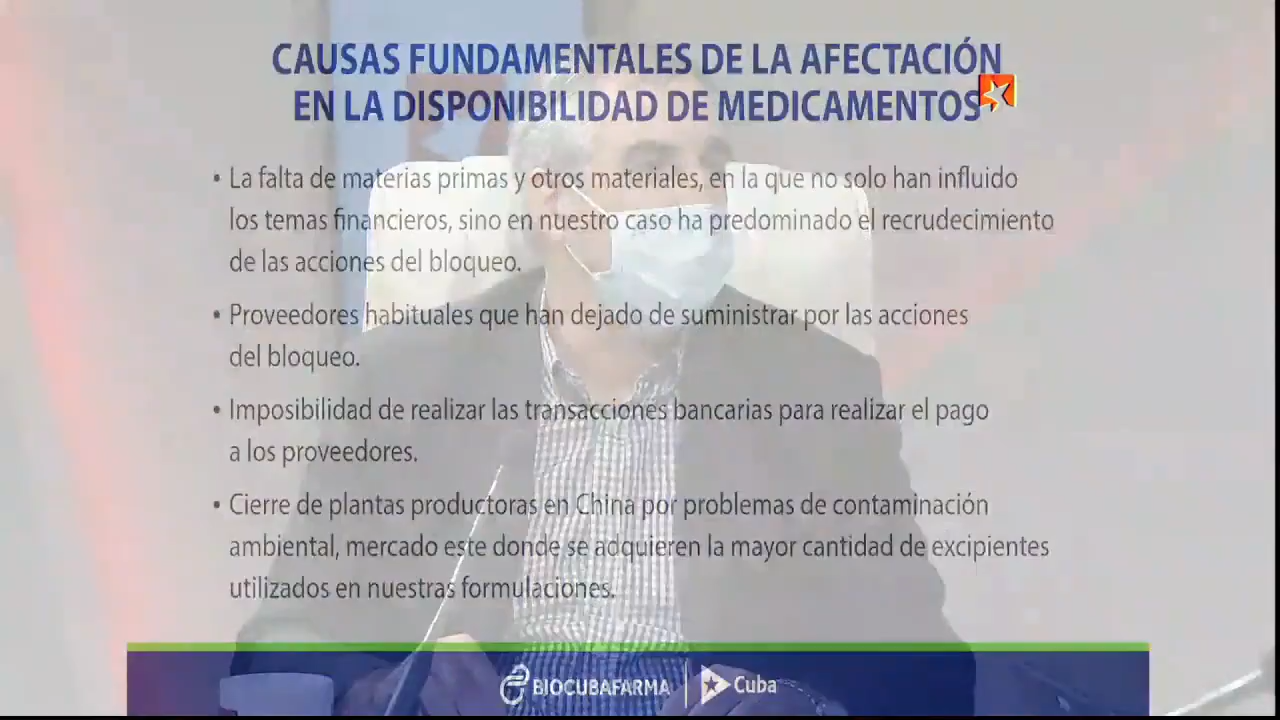 CAUSAS FUNDAMENTALES DE LA AFECTACIÓN
EN LA DISPONIBILIDAD DE MEDICAMENTOS
• La falta de materias primas y otros materiales, en la que no solo han influido
los temas financieros, sino en nuestro caso ha predominado el recrudecimiento
de las acciones del bloqueo.
• Proveedores habituales que han dejado de suministrar por las acciones
del bloqueo.
• Imposibilidad de realizar las transacciones bancarias para realizar el pago
a los proveedores.
• Cierre de plantas productoras en China por problemas de contaminación
ambiental, mercado este donde se adquieren la mayor cantidad de excipientes
utilizados en nuestras formulaciones.
BIOCUBAFARMA | Cuba